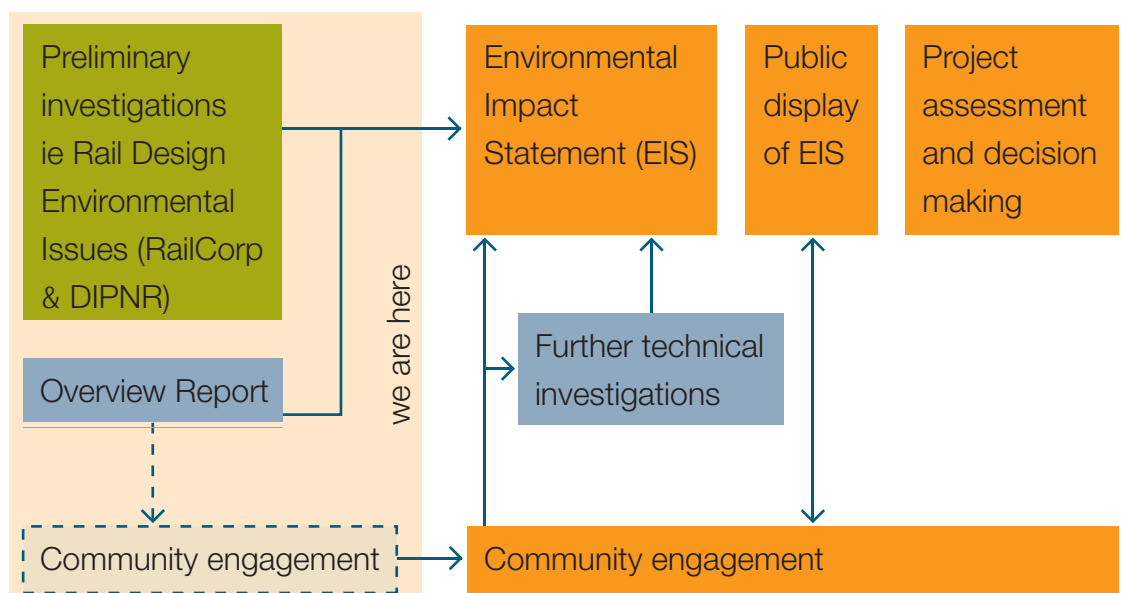 Preliminary
investigations
ie Rail Design
Environmental
Issues (RailCorp
& DIPNR)
Overview Report
Community engagement
we are here
Environmental
Impact
Statement (EIS)
Public
display
of EIS
Project
assessment
and decision
making
Further technical
investigations
Community engagement